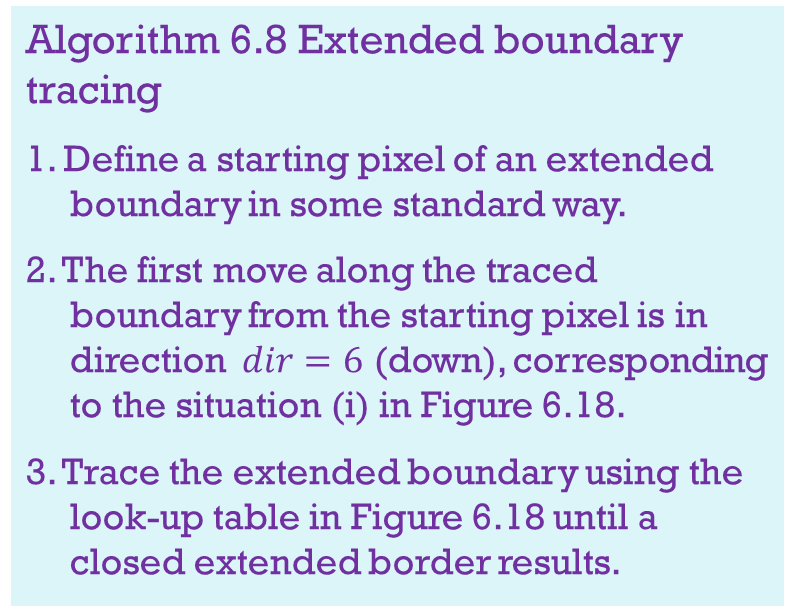 Algorithm 6.8 Extended boundary
tracing
1. Define a starting pixel of an extended
boundary in some standard way.
2. The first move along the traced
boundary from the starting pixel is in
direction dir = 6 (down), corresponding
to the situation (i) in Figure 6.18.
3. Trace the extended boundary using the
look-up table in Figure 6.18 until a
closed extended border results.